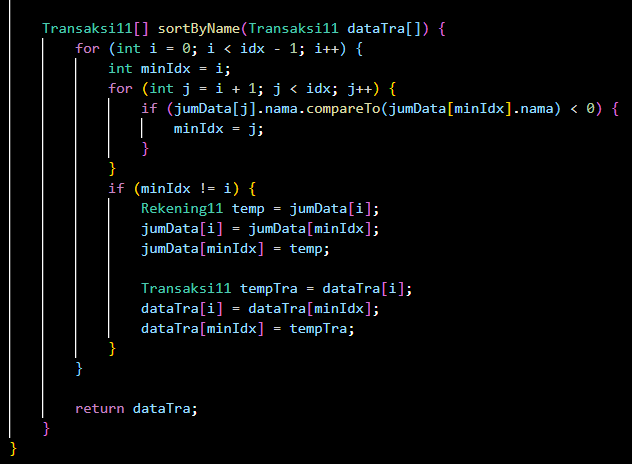 Transaksi11[] sortByName(Transaksi11 dataTra[]) {
for (int i = 0; i < idx - 1; i++) {
int minIdx = i;
for (int j = i + 1; j < idx; j++) {
if (jumData[j].nama.compareTo(jumData[minIdx].nama) < 0) {
minIdx = j;
}
}
if (minIdx != i) {
Rekening11 temp = jumData[i];
jumData[i] = jumData[minIdx];
jumData[minIdx] = temp;
Transaksi11 tempTra = dataTra[i];
dataTra[i] = dataTra[minIdx];
dataTra[minIdx] = tempTra;
}
}
return dataTra;
}
}